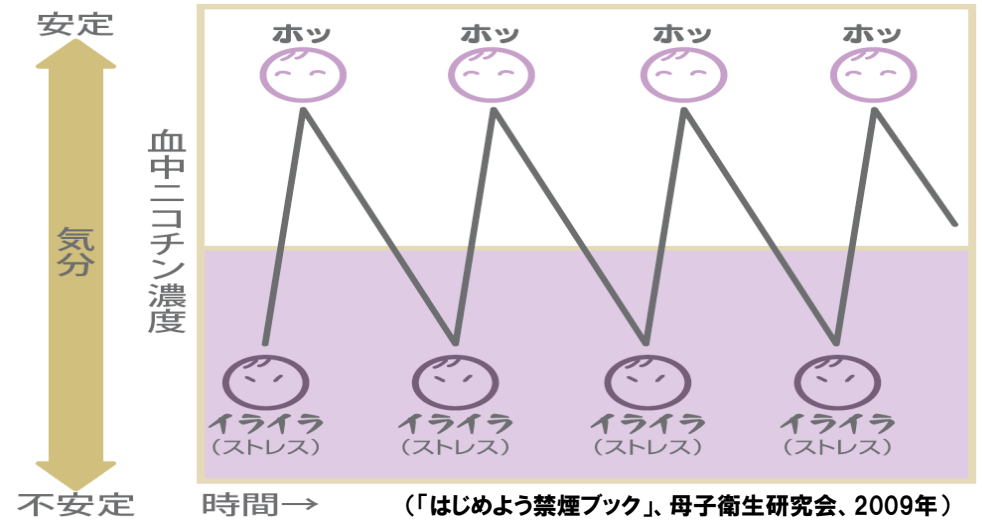 安定
ホッ
ホッ
ホッ
ホッ
血中ニコチン濃度
気分
イライラ
(ストレス)
イライラ
(ストレス)
イライラ
(ストレス)
イライラ
(ストレス)
不安定
時間→
(「はじめよう禁煙ブック」、母子衛生研究会、2009年)